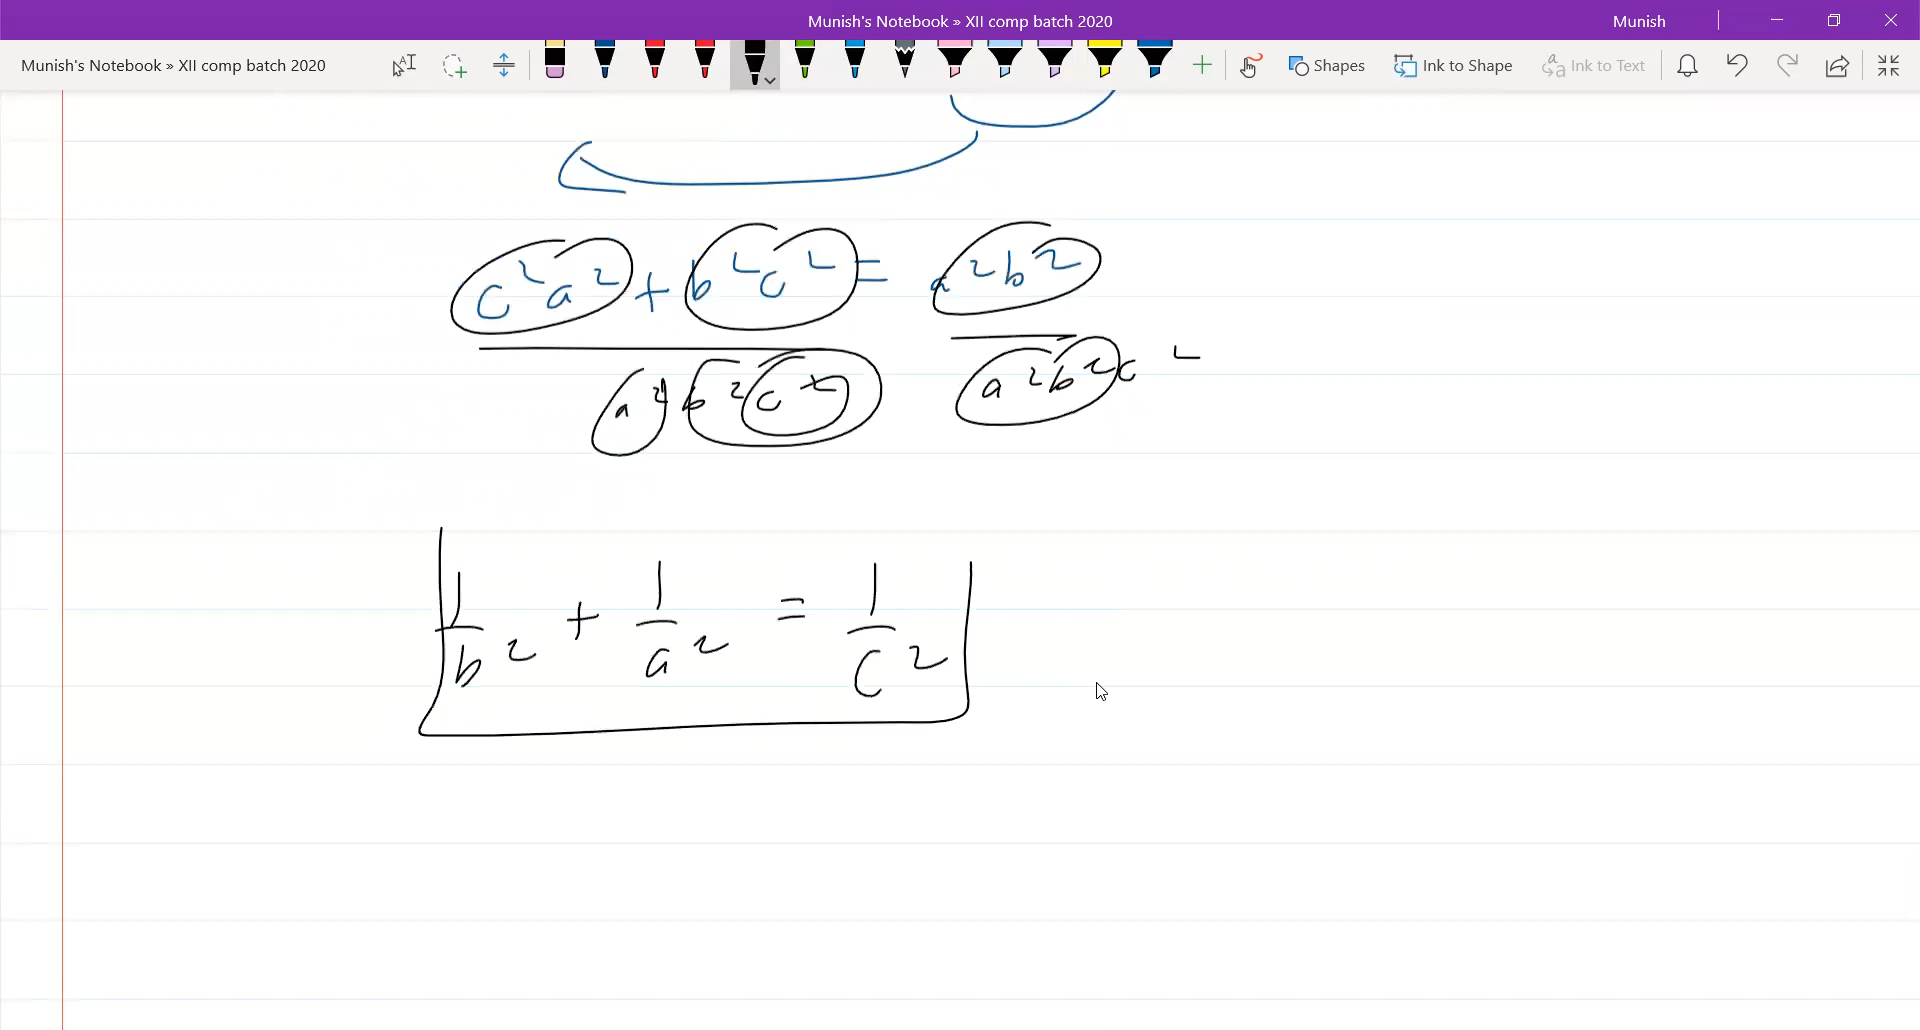 Munish's Notebook » XII comp batch 2020
Munish
Munish's Notebook » XII comp batch 2020
Shapes
Ink to Shape
Ink to Text
c²a² + b²c² = a²b²
a²b²c² a²b²c²
1/b² + 1/a² = 1/c²